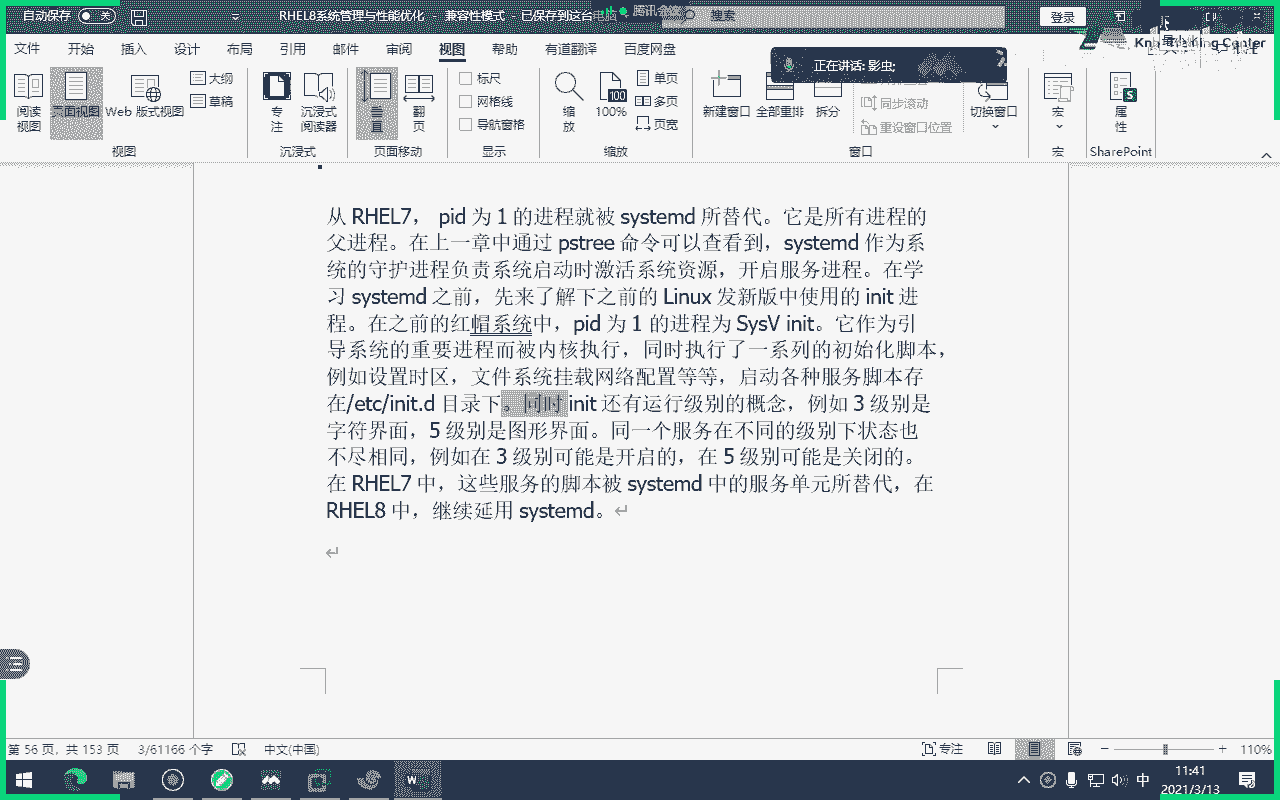 自动保存 关 RHEL8系统管理与性能优化 - 兼容性模式 - 已保存到这台电脑 腾讯会议 搜索 登录
文件 开始 插入 设计 布局 引用 邮件 审阅 视图 帮助 有道翻译 百度网盘
正在讲话: 影虫;
阅读视图 页面视图 Web 版式视图 大纲 草稿
专注 沉浸式阅读器 垂直 翻页
标尺
网格线
导航窗格
缩放 100% 单页 多页 页宽
新建窗口 全部重排 拆分 同步滚动 重设窗口位置 切换窗口 宏 属性
视图 沉浸式 页面移动 显示 缩放 窗口 宏 SharePoint
从 RHEL7， pid 为 1 的进程就被 systemd 所替代。它是所有进程的
父进程。在上一章中通过 pstree 命令可以查看到，systemd 作为系
统的守护进程负责系统启动时激活系统资源，开启服务进程。在学
习 systemd 之前，先来了解下之前的 Linux 发新版中使用的 init 进
程。在之前的红帽系统中，pid 为 1 的进程为 SysV init。它作为引
导系统的重要进程而被内核执行，同时执行了一系列的初始化脚本，
例如设置时区，文件系统挂载网络配置等等，启动各种服务脚本存
在/etc/init.d 目录下。同时 init 还有运行级别的概念，例如 3 级别是
字符界面，5 级别是图形界面。同一个服务在不同的级别下状态也
不尽相同，例如在 3 级别可能是开启的，在 5 级别可能是关闭的。
在 RHEL7 中，这些服务的脚本被 systemd 中的服务单元所替代，在
RHEL8 中，继续延用 systemd。
第 56 页，共 153 页 3/61166 个字 中文(中国) 专注 110%
中 11:41
2021/3/13